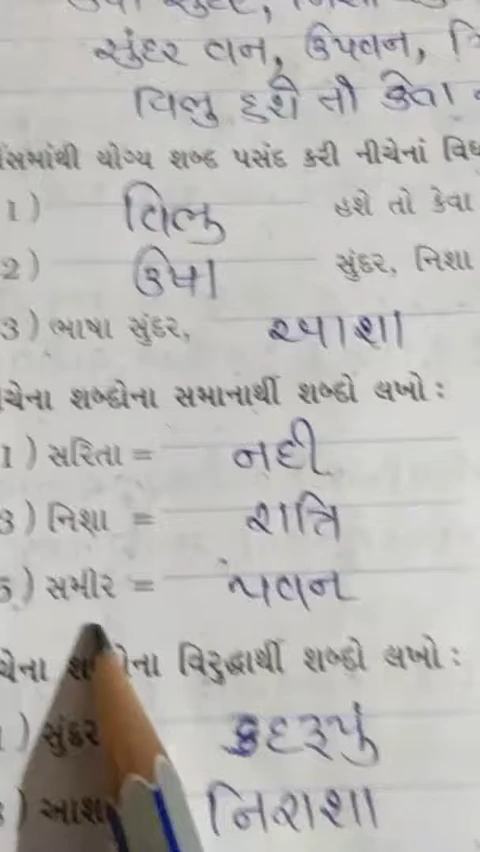 સુંદર વન, ઉપવન,
વિલુ હશે તો કેવા
યોગ્ય શબ્દ પસંદ કરી નીચેનાં
1) વિલુ હશે તો કેવા
2) ઉષા સુંદર, નિશા
3) ભાષા સુંદર, આશા
શબ્દોના સમાનાર્થી શબ્દો લખો :
1) સરિતા = નદી
3) નિશા = રાત્રિ
5) સમીર = પવન
વિરુદ્ધાર્થી શબ્દો લખો :
) સુંદર કદરૂપું
નિરાશા